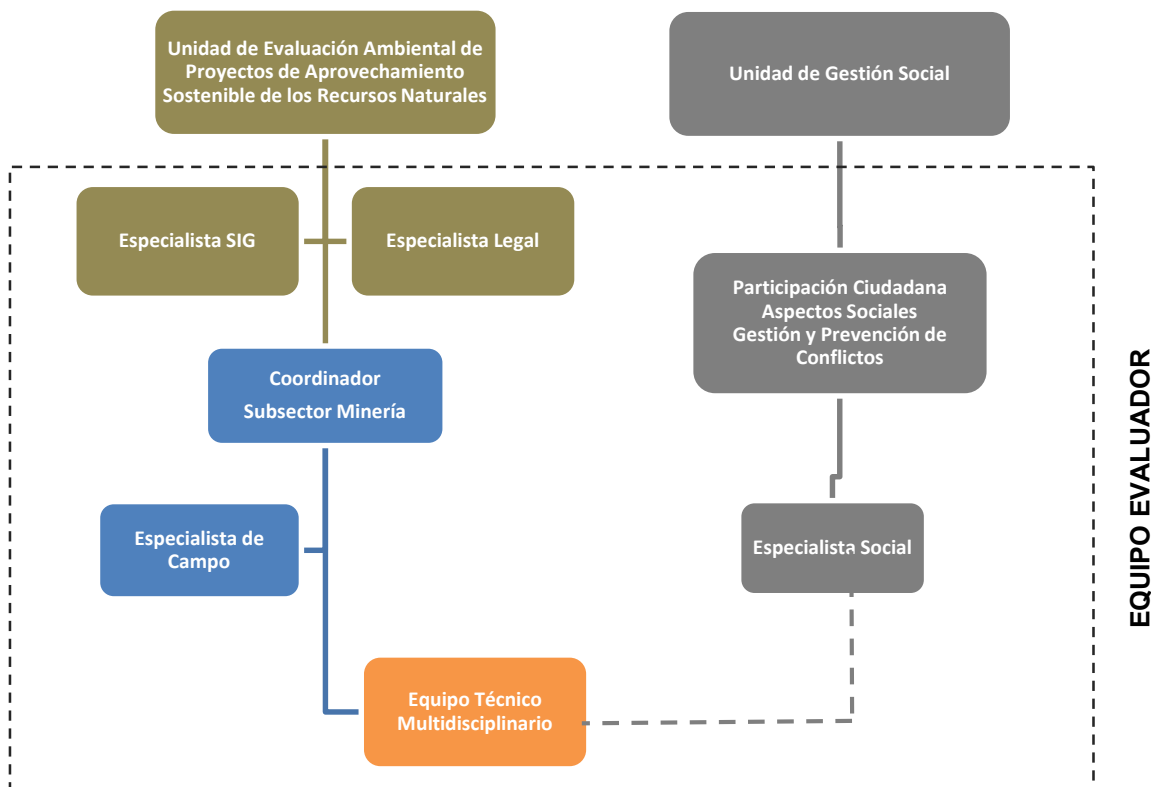 Unidad de Evaluación Ambiental de
Proyectos de Aprovechamiento
Sostenible de los Recursos Naturales
Unidad de Gestión Social
Especialista SIG
Especialista Legal
Participación Ciudadana
Aspectos Sociales
Gestión y Prevención de
Conflictos
Coordinador
Subsector Minería
Especialista de
Campo
Especialista Social
Equipo Técnico
Multidisciplinario
EQUIPO EVALUADOR